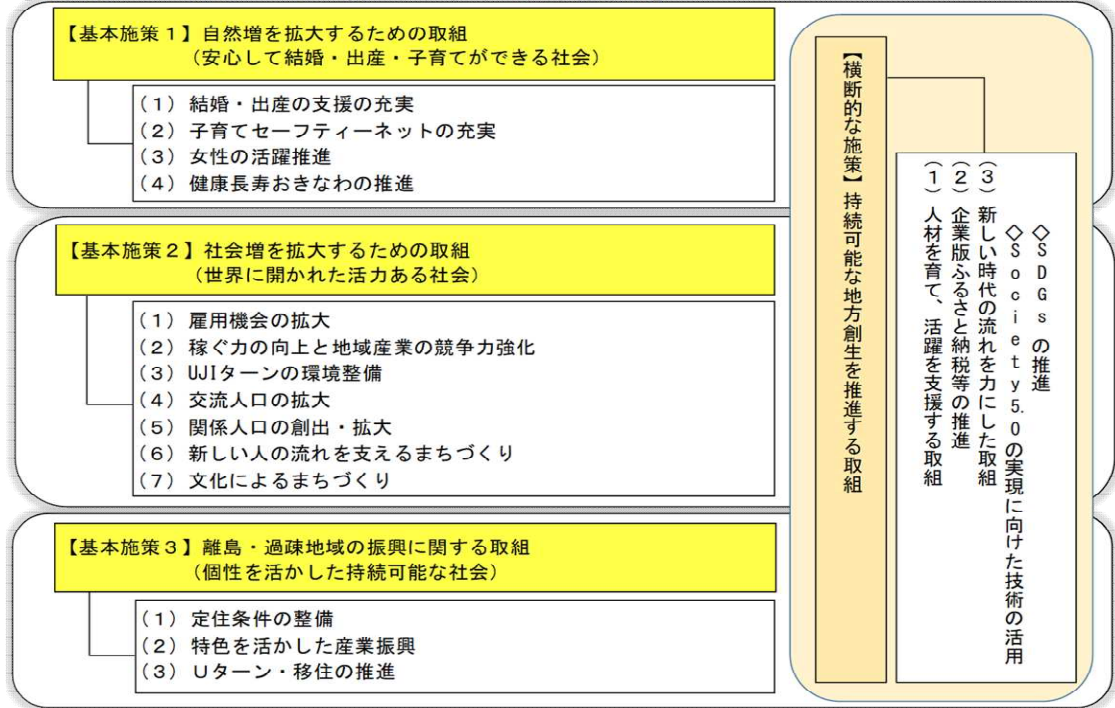 【基本施策1】自然増を拡大するための取組
(安心して結婚・出産・子育てができる社会)
(1) 結婚・出産の支援の充実
(2) 子育てセーフティーネットの充実
(3) 女性の活躍推進
(4) 健康長寿おきなわの推進
【基本施策2】社会増を拡大するための取組
(世界に開かれた活力ある社会)
(1) 雇用機会の拡大
(2) 稼ぐ力の向上と地域産業の競争力強化
(3) UJIターンの環境整備
(4) 交流人口の拡大
(5) 関係人口の創出・拡大
(6) 新しい人の流れを支えるまちづくり
(7) 文化によるまちづくり
【基本施策3】離島・過疎地域の振興に関する取組
(個性を活かした持続可能な社会)
(1) 定住条件の整備
(2) 特色を活かした産業振興
(3) Uターン・移住の推進
【横断的な施策】持続可能な地方創生を推進する取組
(1) 人材を育て、活躍を支援する取組
(2) 企業版ふるさと納税等の推進
(3) 新しい時代の流れを力にした取組
◇Society5.0の実現に向けた技術の活用
◇SDGsの推進